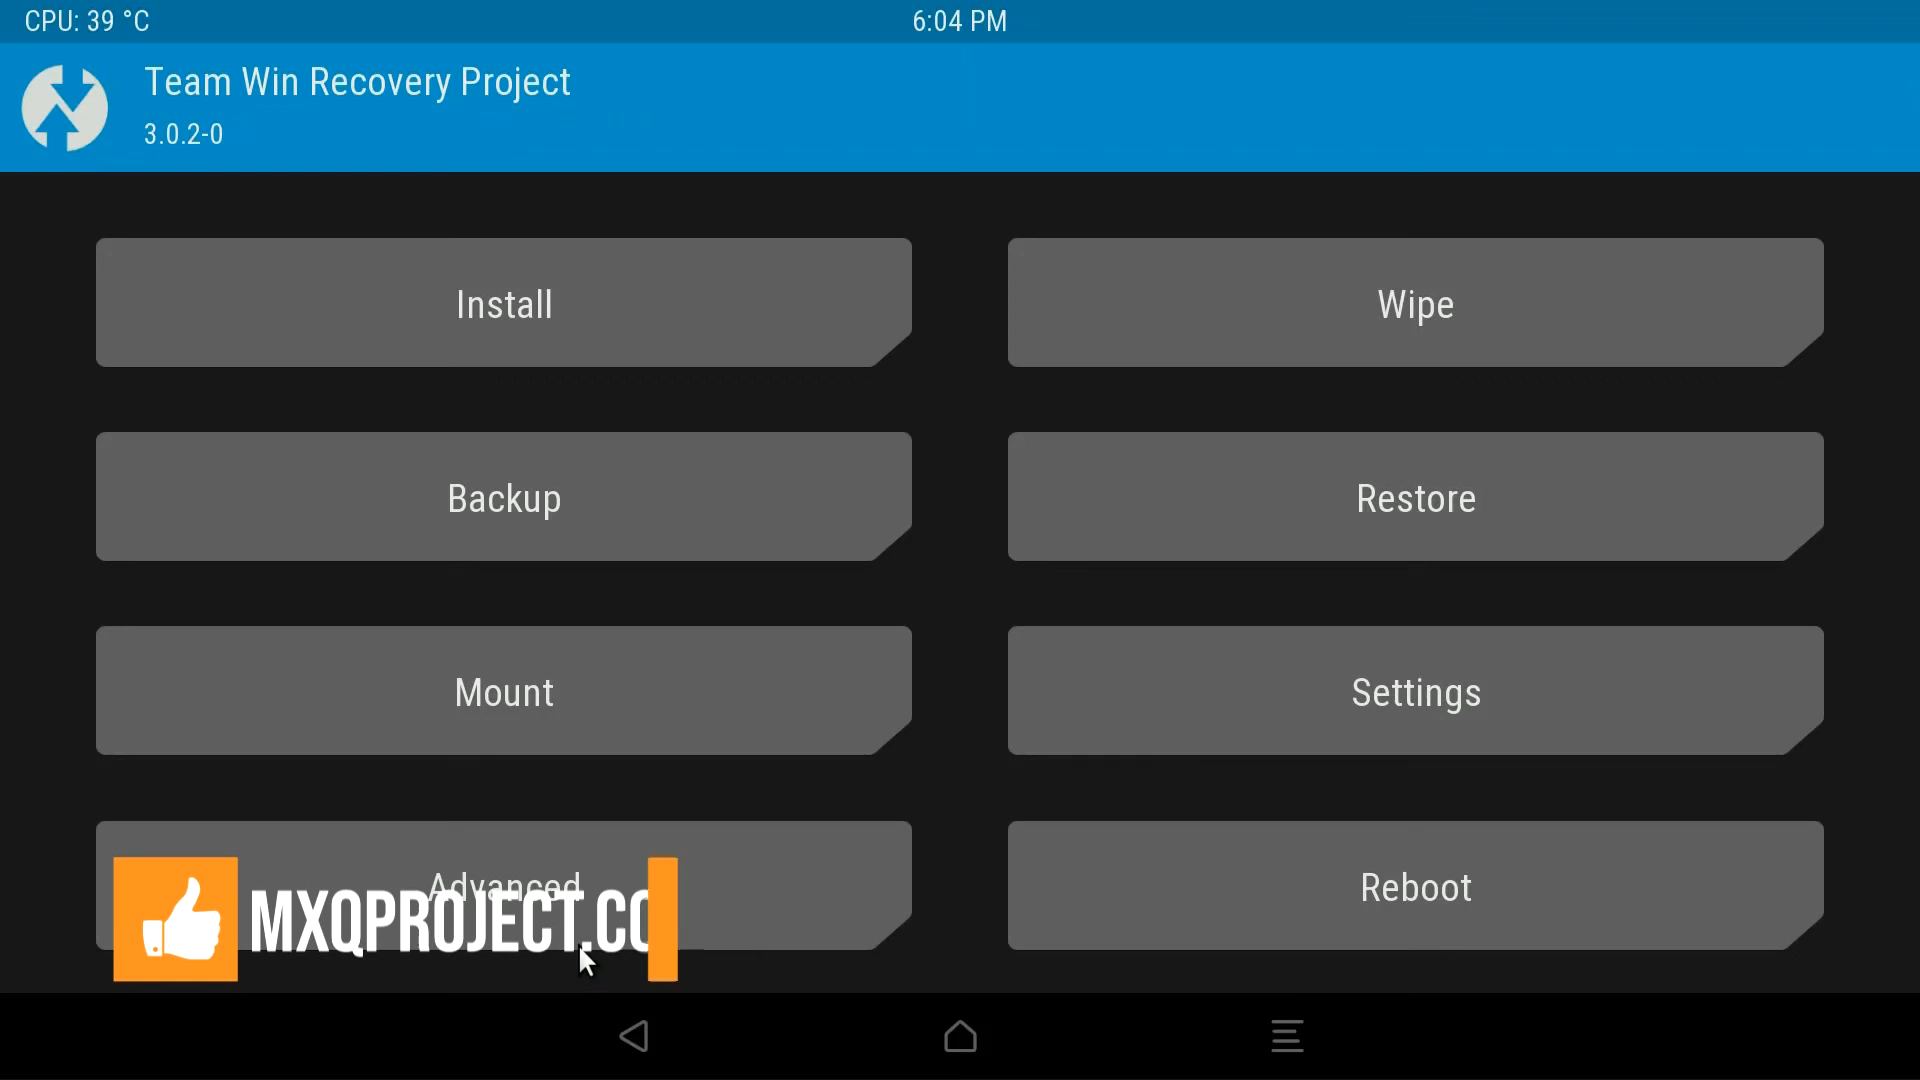 CPU: 39 °C
6:04 PM
Team Win Recovery Project
3.0.2-0
Install
Wipe
Backup
Restore
Mount
Settings
Advanced
Reboot
MXQPROJECT.CO